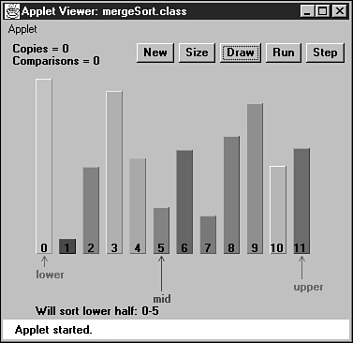 Applet Viewer: mergeSort.class
Applet
Copies = 0
Comparisons = 0
New Size Draw Run Step
0 1 2 3 4 5 6 7 8 9 10 11
lower mid upper
Will sort lower half: 0-5
Applet started.